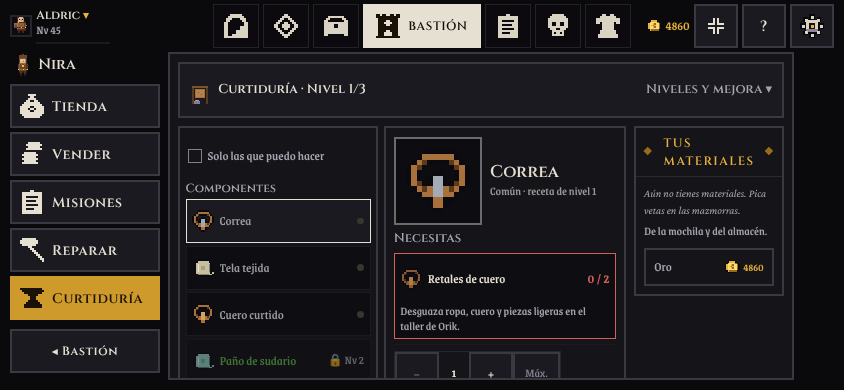 Aldric ▾
Nv 45
Bastión
4860
?
Nira
Tienda
Vender
Misiones
Reparar
Curtiduría
◂ Bastión
Curtiduría · Nivel 1/3
Niveles y mejora ▾
Solo las que puedo hacer
Componentes
Correa
Tela tejida
Cuero curtido
Paño de sudario
Nv 2
Correa
Común · receta de nivel 1
Necesitas
Retales de cuero
0 / 2
Desguaza ropa, cuero y piezas ligeras en el
taller de Orik.
−
1
+
Máx.
Tus
materiales
Aún no tienes materiales. Pica
vetas en las mazmorras.
De la mochila y del almacén.
Oro
4860